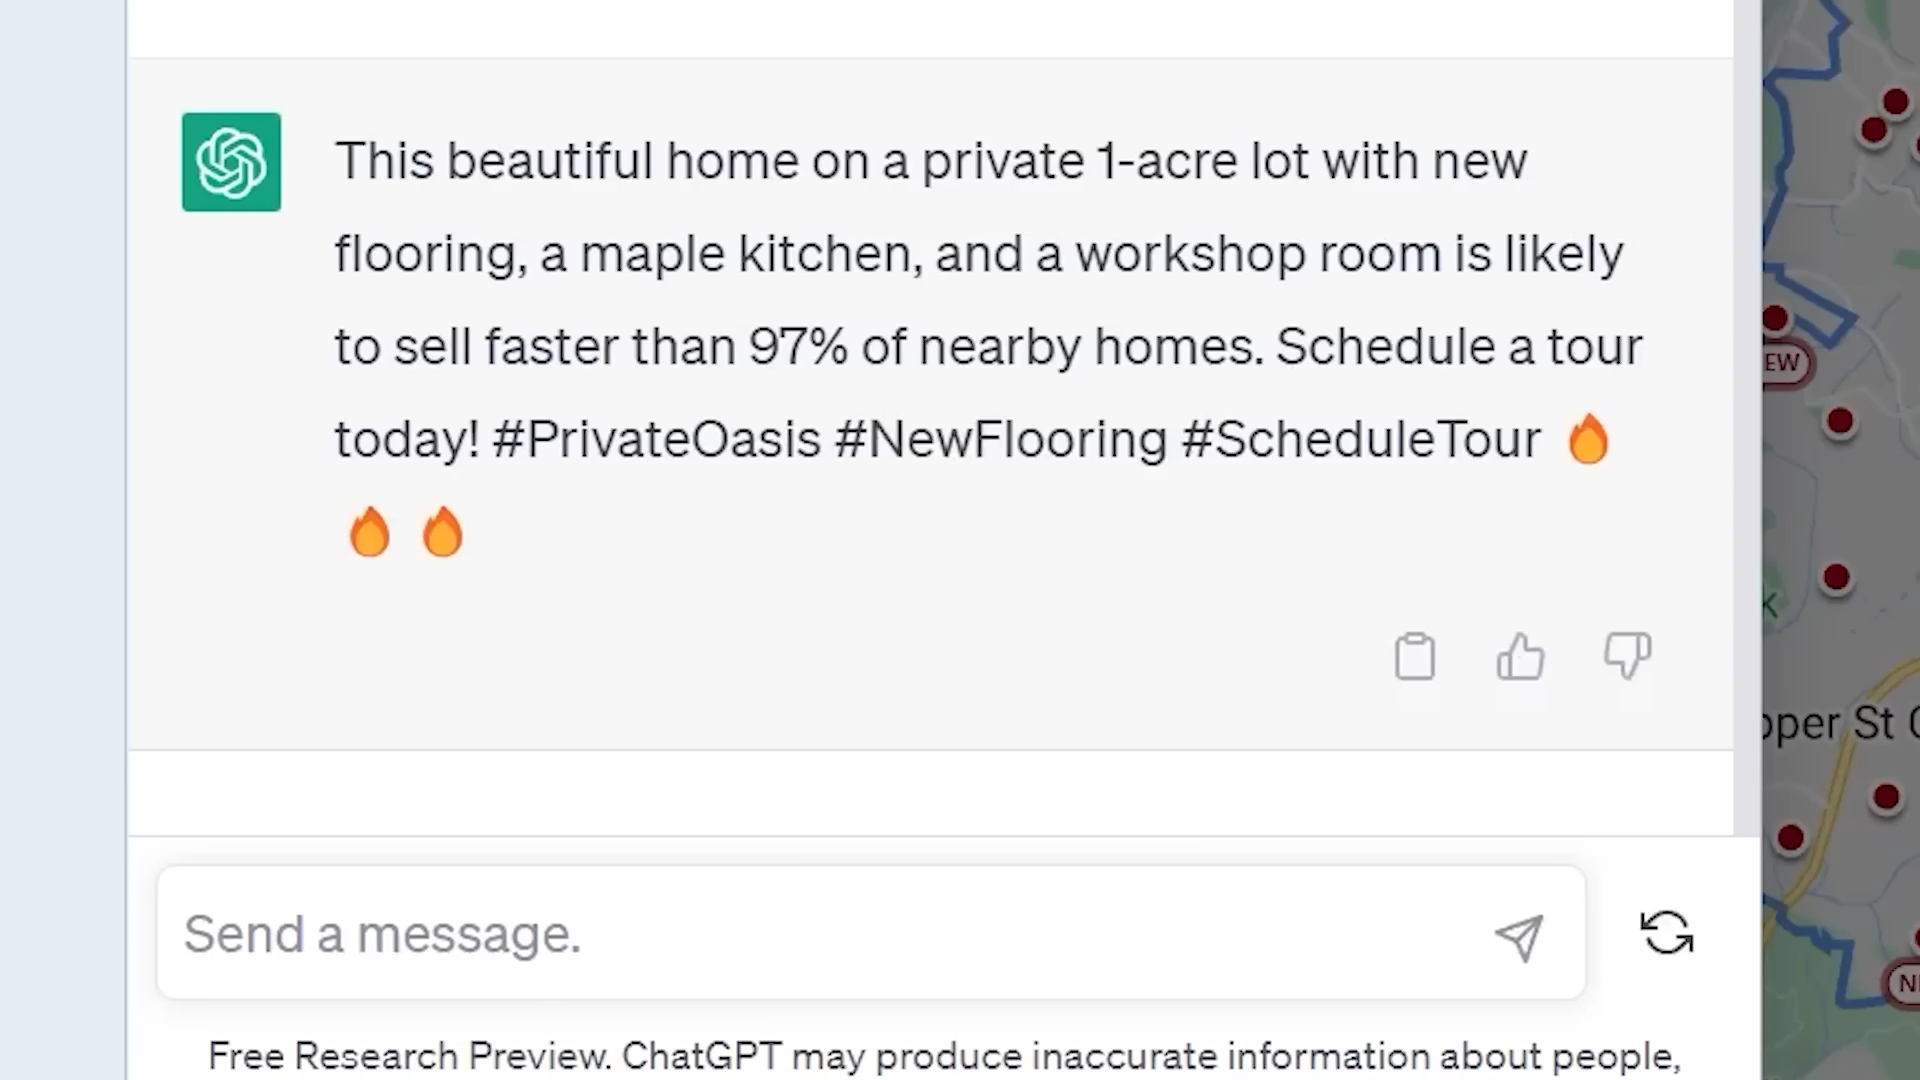 This beautiful home on a private 1-acre lot with new
flooring, a maple kitchen, and a workshop room is likely
to sell faster than 97% of nearby homes. Schedule a tour
today! #PrivateOasis #NewFlooring #ScheduleTour 🔥
🔥 🔥
EW
pper St
Send a message.
Free Research Preview. ChatGPT may produce inaccurate information about people,